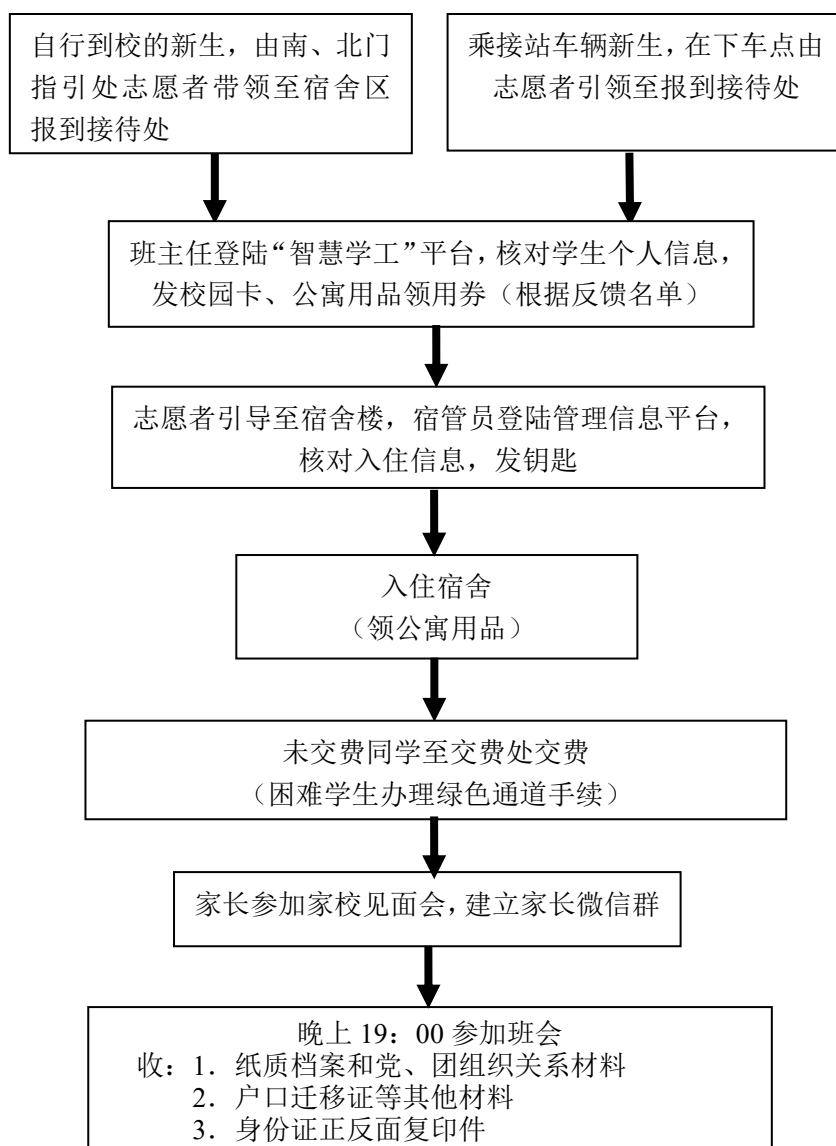 自行到校的新生，由南、北门
指引处志愿者带领至宿舍区
报到接待处
乘接站车辆新生，在下车点由
志愿者引领至报到接待处
班主任登陆“智慧学工”平台，核对学生个人信息，
发校园卡、公寓用品领用券（根据反馈名单）
志愿者引导至宿舍楼，宿管员登陆管理信息平台，
核对入住信息，发钥匙
入住宿舍
（领公寓用品）
未交费同学至交费处交费
（困难学生办理绿色通道手续）
家长参加家校见面会，建立家长微信群
晚上 19：00 参加班会
收：1．纸质档案和党、团组织关系材料
2．户口迁移证等其他材料
3．身份证正反面复印件